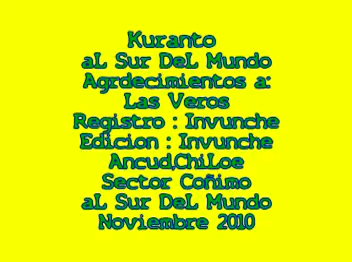 Kuranto
aL Sur DeL Mundo
Agrdecimientos a:
Las Veros
Registro : Invunche
Edicion : Invunche
Ancud,ChiLoe
Sector Coñimo
aL Sur DeL Mundo
Noviembre 2010